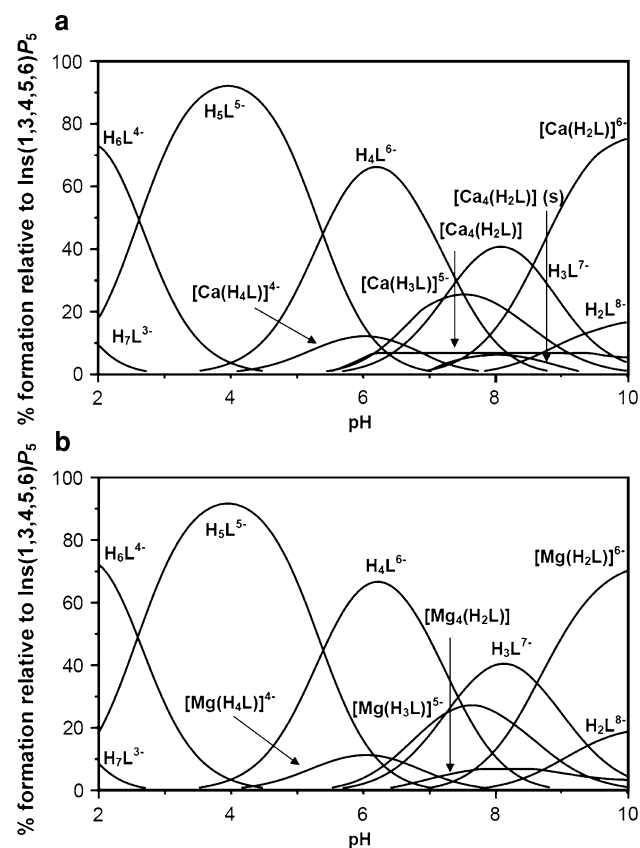 a
% formation relative to Ins(1,3,4,5,6)P5
100
80
60
40
20
0
H6L4-
H5L5-
H4L6-
[Ca(H2L)]6-
[Ca4(H2L)] (s)
[Ca4(H2L)]
[Ca(H3L)]5-
H3L7-
[Ca(H4L)]4-
H2L8-
H7L3-
2
4
6
8
10
pH
b
% formation relative to Ins(1,3,4,5,6)P5
100
80
60
40
20
0
H6L4-
H5L5-
H4L6-
[Mg(H2L)]6-
[Mg4(H2L)]
H3L7-
[Mg(H4L)]4-
[Mg(H3L)]5-
H2L8-
H7L3-
2
4
6
8
10
pH